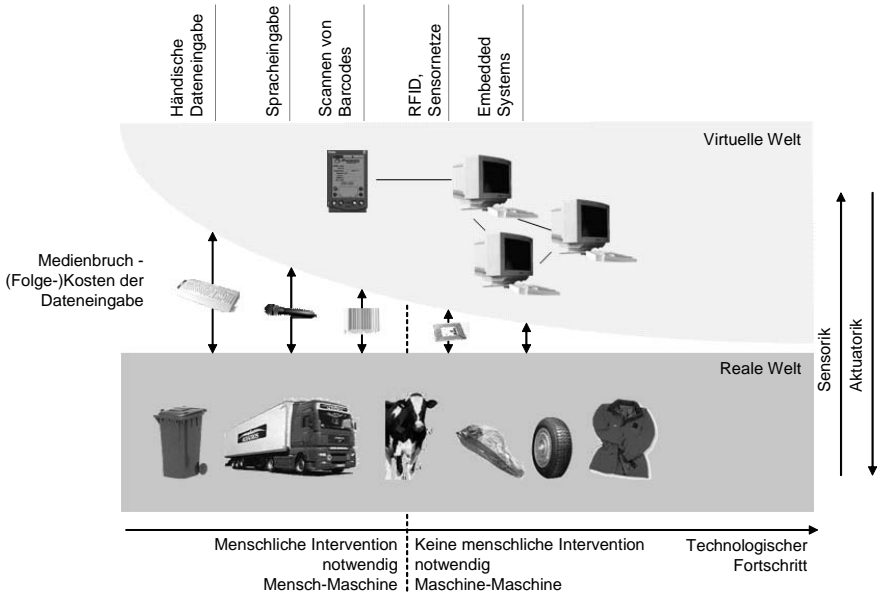 Händische
Dateneingabe
Spracheingabe
Scannen von
Barcodes
RFID,
Sensornetze
Embedded
Systems
Virtuelle Welt
Medienbruch -
(Folge-)Kosten der
Dateneingabe
Reale Welt
Sensorik
Aktuatorik
Menschliche Intervention
notwendig
Mensch-Maschine
Keine menschliche Intervention
notwendig
Maschine-Maschine
Technologischer
Fortschritt